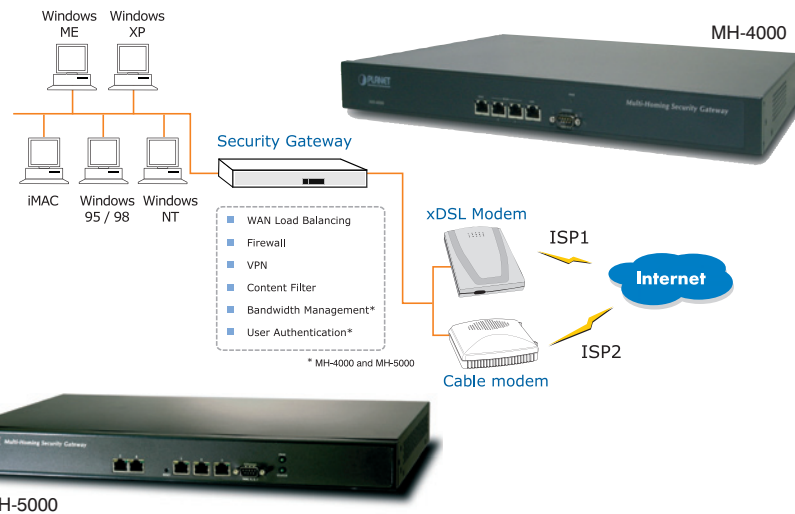 Windows
ME
Windows
XP
MH-4000
PLANET
Multi-Homing Security Gateway
Security Gateway
iMAC
Windows
95 / 98
Windows
NT
WAN Load Balancing
Firewall
VPN
Content Filter
Bandwidth Management*
User Authentication*
* MH-4000 and MH-5000
xDSL Modem
ISP1
Internet
ISP2
Cable modem
Multi-Homing Security Gateway
H-5000